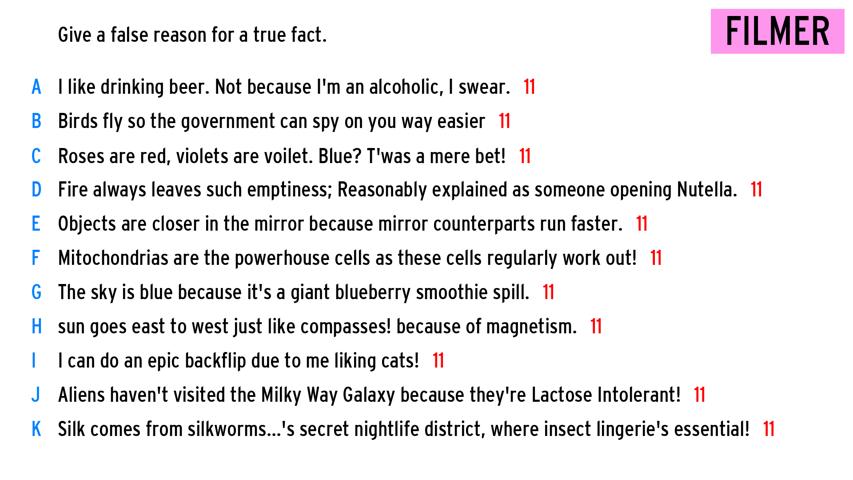 Give a false reason for a true fact.
FILMER
A I like drinking beer. Not because I'm an alcoholic, I swear. 11
B Birds fly so the government can spy on you way easier 11
C Roses are red, violets are voilet. Blue? T'was a mere bet! 11
D Fire always leaves such emptiness; Reasonably explained as someone opening Nutella. 11
E Objects are closer in the mirror because mirror counterparts run faster. 11
F Mitochondrias are the powerhouse cells as these cells regularly work out! 11
G The sky is blue because it's a giant blueberry smoothie spill. 11
H sun goes east to west just like compasses! because of magnetism. 11
I I can do an epic backflip due to me liking cats! 11
J Aliens haven't visited the Milky Way Galaxy because they're Lactose Intolerant! 11
K Silk comes from silkworms...'s secret nightlife district, where insect lingerie's essential! 11